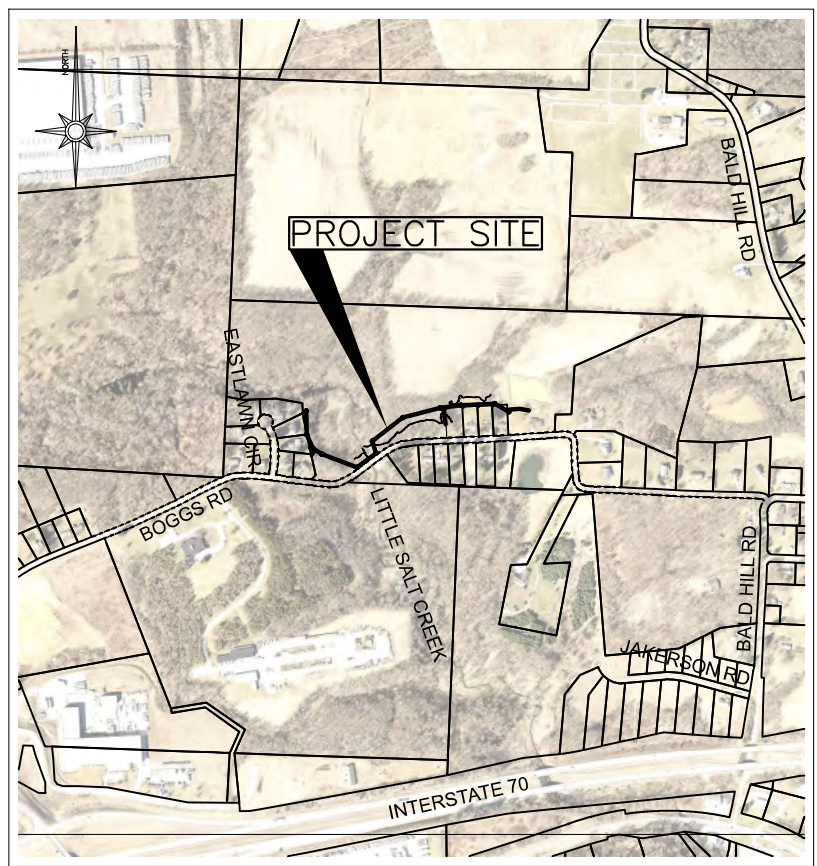 NORTH
BALD HILL RD
PROJECT SITE
EASTLAWN CIR
BOGGS RD
LITTLE SALT CREEK
BALD HILL RD
JAKERSON RD
INTERSTATE 70